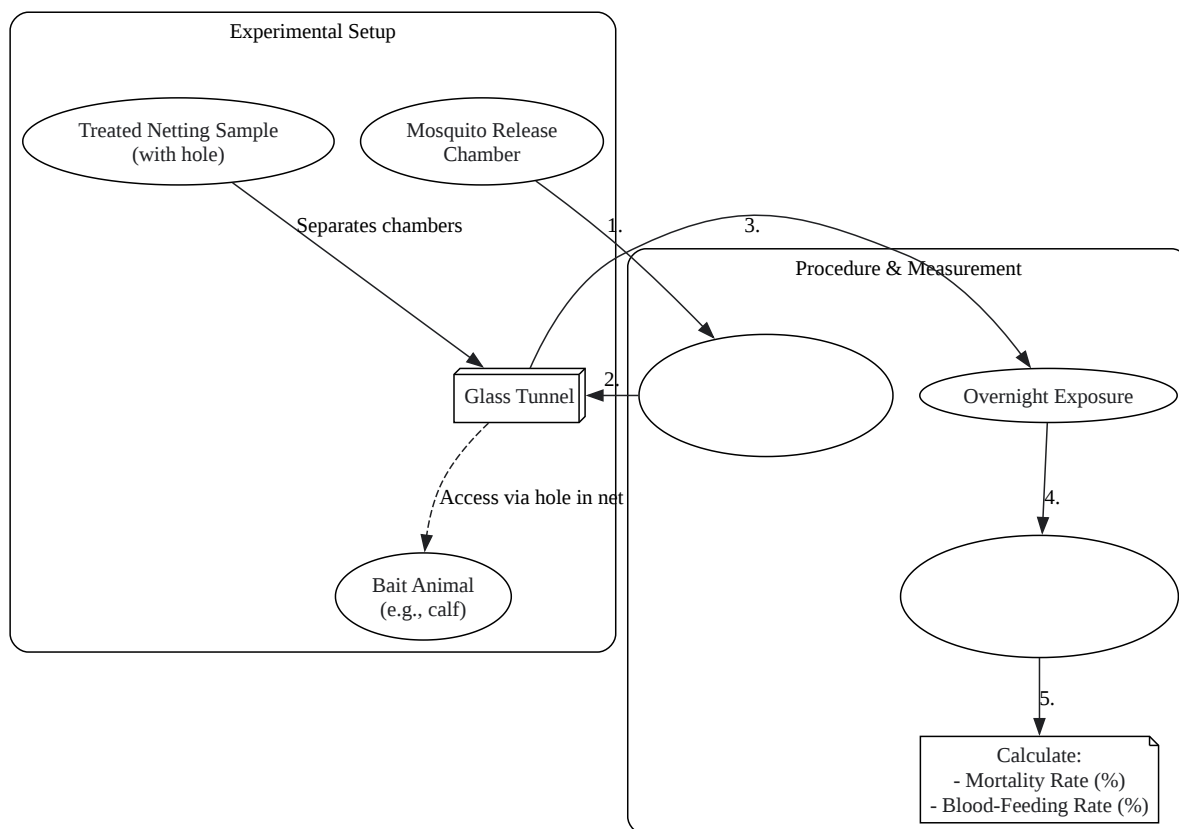 Experimental Setup
Treated Netting Sample
(with hole)
Mosquito Release
Chamber
Separates chambers
1.
3.
Procedure & Measurement
2.
Glass Tunnel
Overnight Exposure
Access via hole in net
4.
Bait Animal
(e.g., calf)
5.
Calculate:
- Mortality Rate (%)
- Blood-Feeding Rate (%)